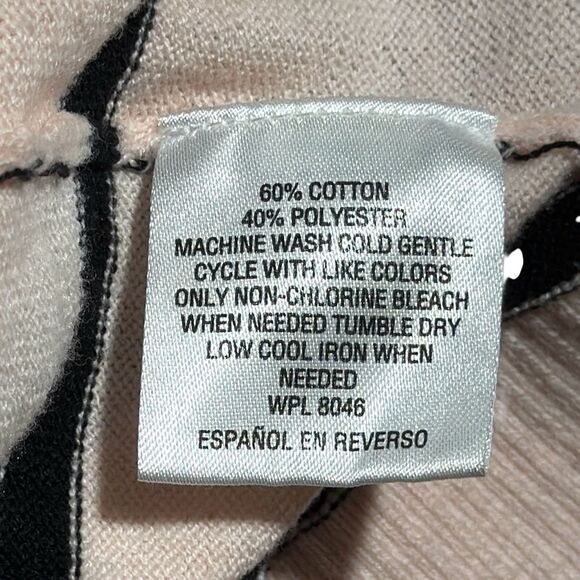 60% COTTON
40% POLYESTER
MACHINE WASH COLD GENTLE
CYCLE WITH LIKE COLORS
ONLY NON-CHLORINE BLEACH
WHEN NEEDED TUMBLE DRY
LOW COOL IRON WHEN
NEEDED
WPL 8046
ESPAÑOL EN REVERSO